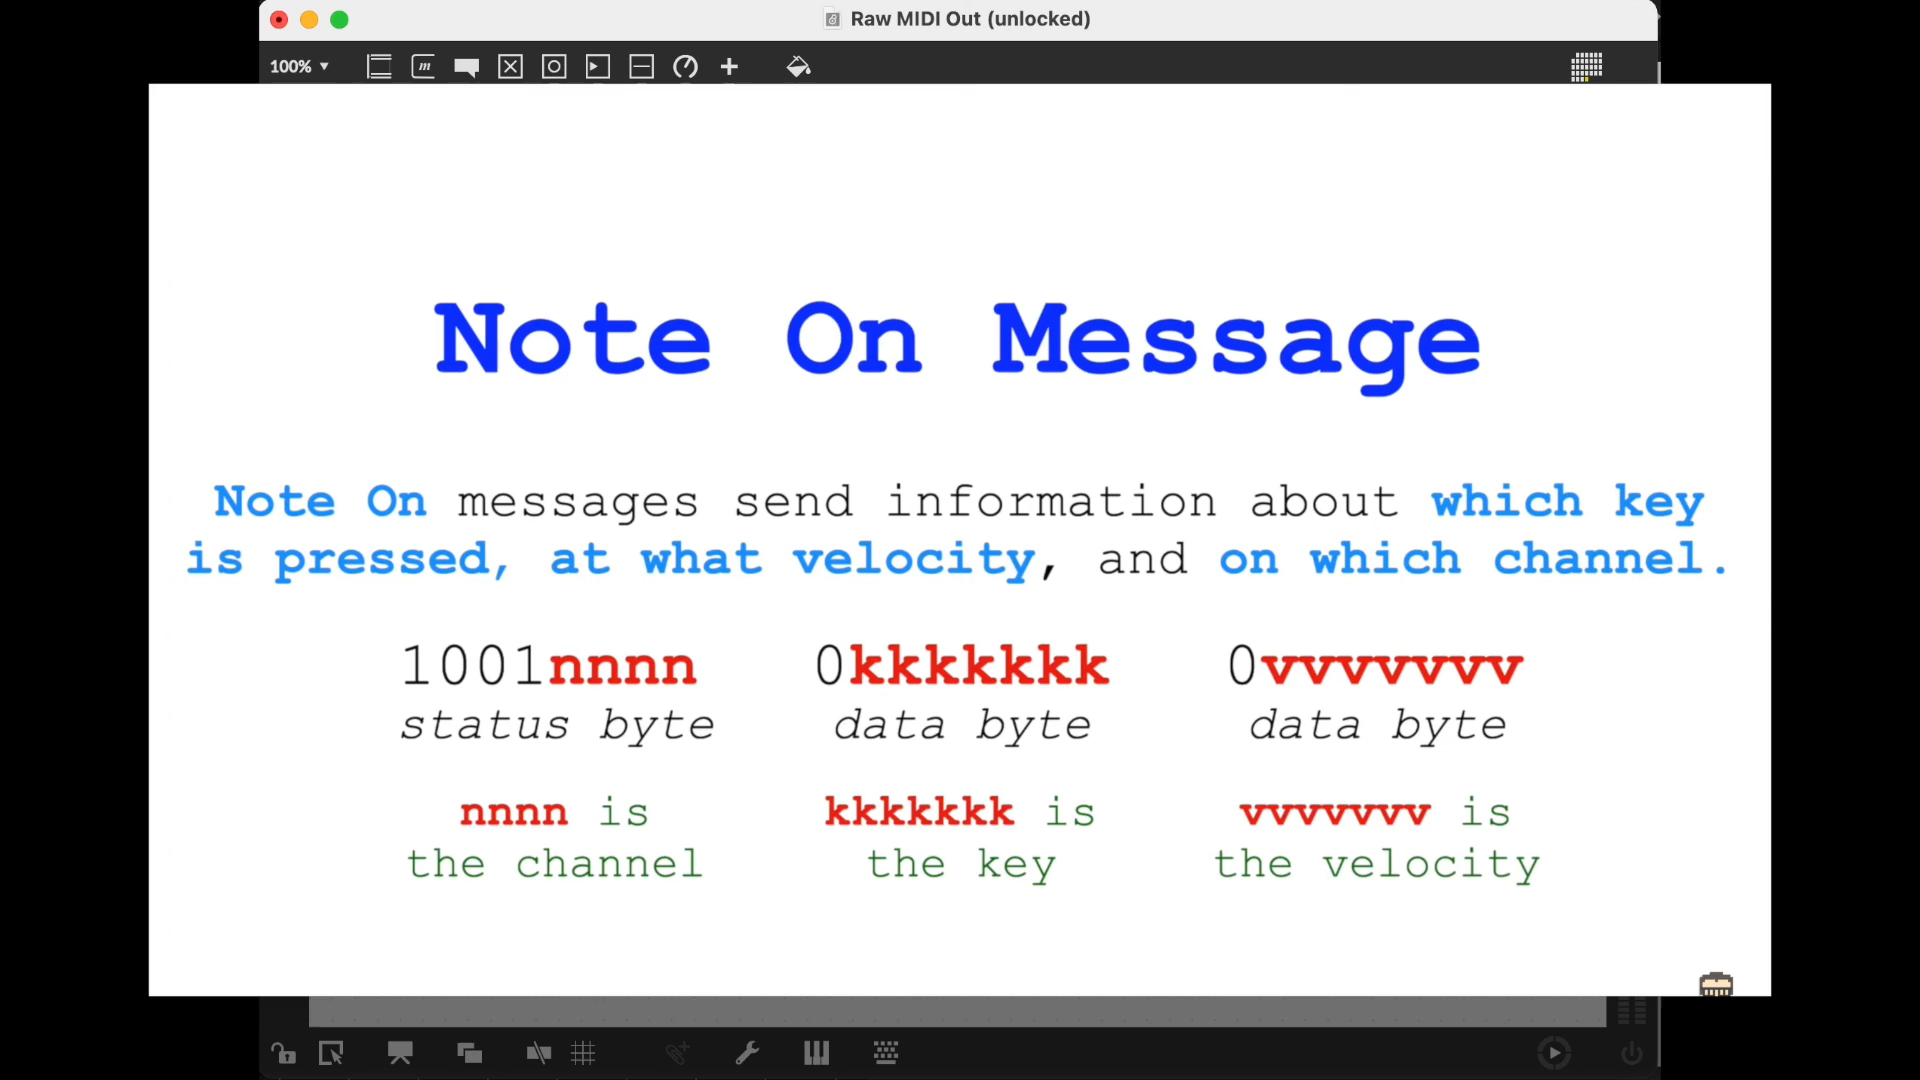 Raw MIDI Out (unlocked)
100%
Note On Message
Note On messages send information about which key
is pressed, at what velocity, and on which channel.
1001nnnn 0kkkkkkk 0vvvvvvv
status byte data byte data byte
nnnn is kkkkkkk is vvvvvvv is
the channel the key the velocity